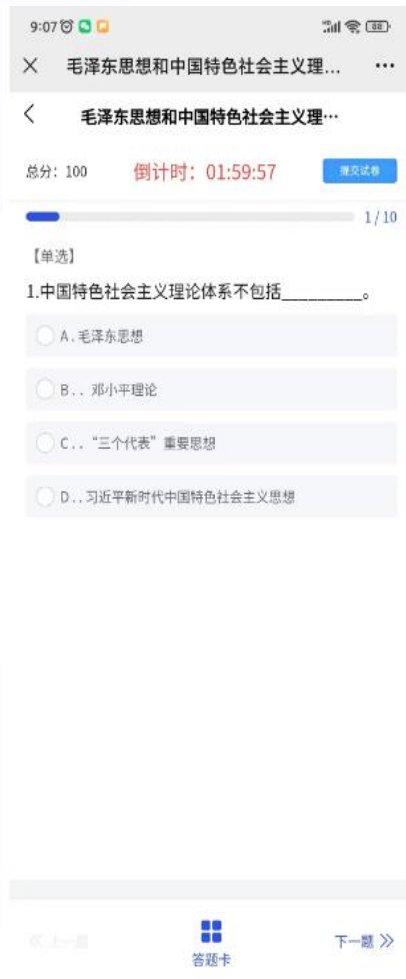 9:07
毛泽东思想和中国特色社会主义理...
毛泽东思想和中国特色社会主义理…
总分：100 倒计时：01:59:57 提交试卷
1/10
【单选】
1.中国特色社会主义理论体系不包括_________。
A.毛泽东思想
B.. 邓小平理论
C.. “三个代表”重要思想
D..习近平新时代中国特色社会主义思想
上一题 答题卡 下一题